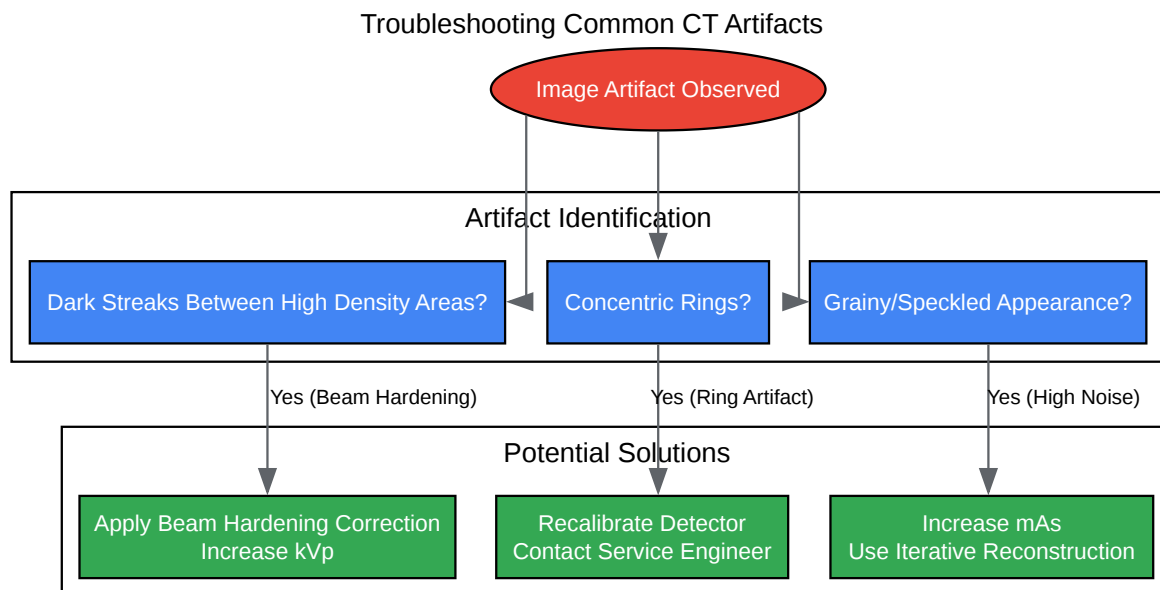 Troubleshooting Common CT Artifacts
Image Artifact Observed
Artifact Identification
Dark Streaks Between High Density Areas?
Concentric Rings?
Grainy/Speckled Appearance?
Yes (Beam Hardening)
Yes (Ring Artifact)
Yes (High Noise)
Potential Solutions
Apply Beam Hardening Correction
Increase kVp
Recalibrate Detector
Contact Service Engineer
Increase mAs
Use Iterative Reconstruction